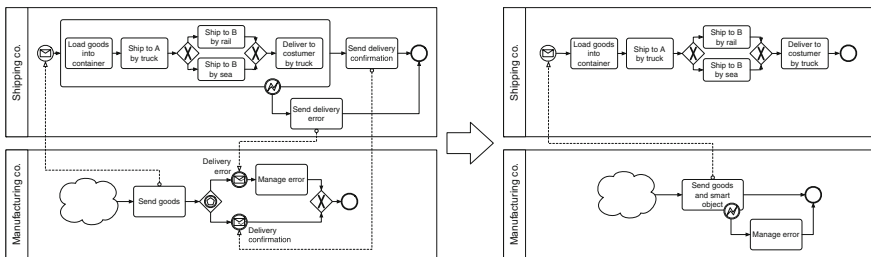 Shipping co.
Load goods
into
container
Ship to A
by truck
Ship to B
by rail
Ship to B
by sea
Deliver to
costumer
by truck
Send delivery
confirmation
Send delivery
error
Manufacturing co.
Send goods
Delivery
error
Manage error
Delivery
confirmation
Shipping co.
Load goods
into
container
Ship to A
by truck
Ship to B
by rail
Ship to B
by sea
Deliver to
costumer
by truck
Manufacturing co.
Send goods
and smart
object
Manage error